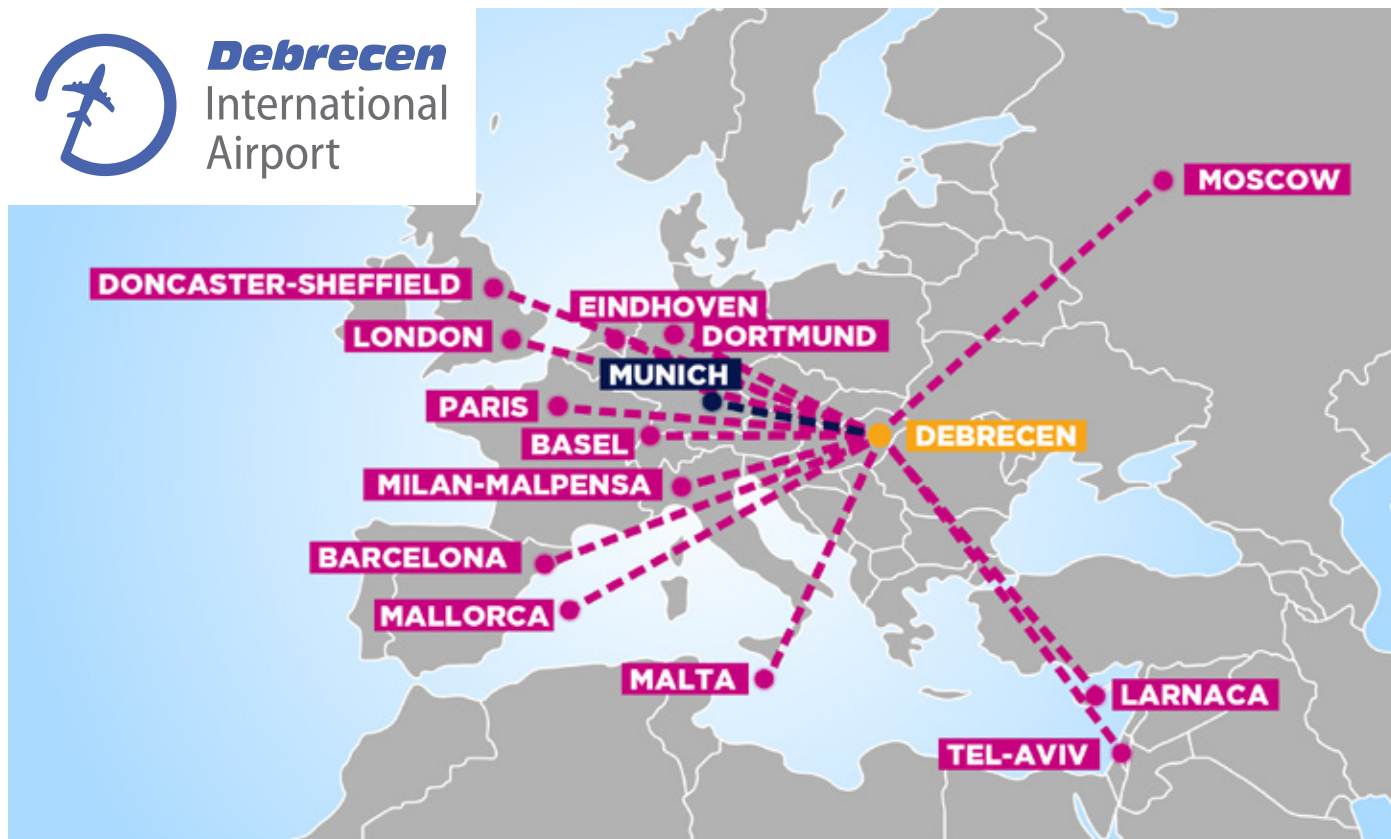 Debrecen
International
Airport
MOSCOW
DONCASTER-SHEFFIELD
EINDHOVEN
LONDON
DORTMUND
MUNICH
PARIS
BASEL
DEBRECEN
MILAN-MALPENSA
BARCELONA
MALLORCA
MALTA
LARNACA
TEL-AVIV